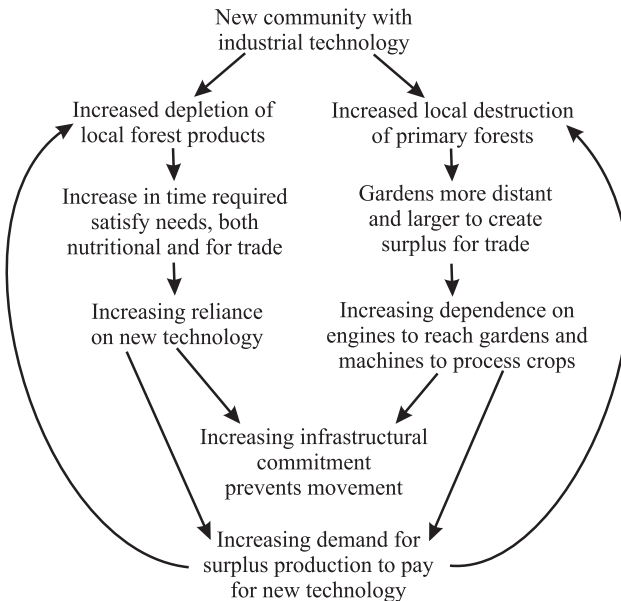 New community with
industrial technology
Increased depletion of
local forest products
Increased local destruction
of primary forests
Increase in time required
satisfy needs, both
nutritional and for trade
Gardens more distant
and larger to create
surplus for trade
Increasing reliance
on new technology
Increasing dependence on
engines to reach gardens and
machines to process crops
Increasing infrastructural
commitment
prevents movement
Increasing demand for
surplus production to pay
for new technology